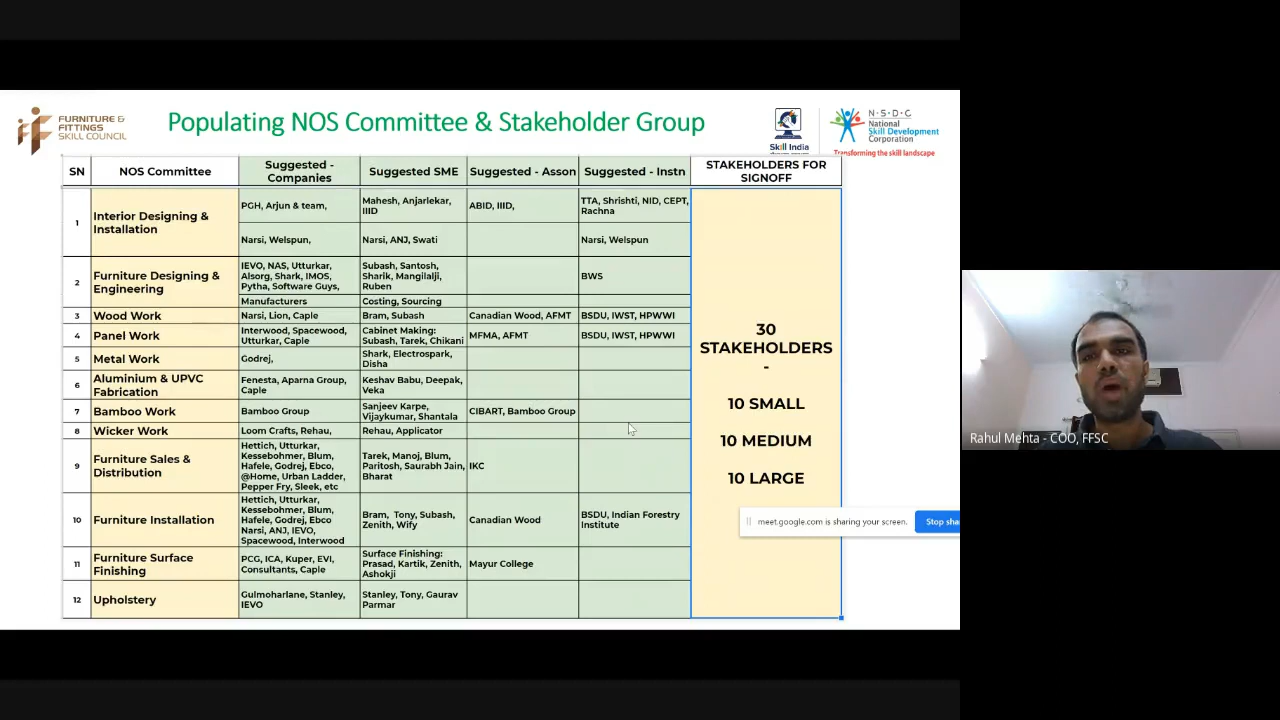 FURNITURE &
FITTINGS
SKILL COUNCIL
Populating NOS Committee & Stakeholder Group
Skill India
N·S·D·C
National
Skill Development
Corporation
Transforming the skill landscape
SN
NOS Committee
Suggested -
Companies
Suggested SME
Suggested - Asson
Suggested - Instn
STAKEHOLDERS FOR
SIGNOFF
1
Interior Designing &
Installation
PGH, Arjun & team,
Mahesh, Anjarlekar,
IIID
ABID, IIID,
TTA, Shrishti, NID, CEPT,
Rachna
Narsi, Welspun,
Narsi, ANJ, Swati
Narsi, Welspun
2
Furniture Designing &
Engineering
IEVO, NAS, Utturkar,
Alsorg, Shark, IMOS,
Pytha, Software Guys,
Subash, Santosh,
Sharik, Mangilalji,
Ruben
BWS
Manufacturers
Costing, Sourcing
3
Wood Work
Narsi, Lion, Caple
Bram, Subash
Canadian Wood, AFMT
BSDU, IWST, HPWWI
4
Panel Work
Interwood, Spacewood,
Utturkar, Caple
Cabinet Making:
Subash, Tarek, Chikani
MFMA, AFMT
BSDU, IWST, HPWWI
5
Metal Work
Godrej,
Shark, Electrospark,
Disha
6
Aluminium & UPVC
Fabrication
Fenesta, Aparna Group,
Caple
Keshav Babu, Deepak,
Veka
7
Bamboo Work
Bamboo Group
Sanjeev Karpe,
Vijaykumar, Shantala
CIBART, Bamboo Group
8
Wicker Work
Loom Crafts, Rehau,
Rehau, Applicator
9
Furniture Sales &
Distribution
Hettich, Utturkar,
Kessebohmer, Blum,
Hafele, Godrej, Ebco,
@Home, Urban Ladder,
Pepper Fry, Sleek, etc
Tarek, Manoj, Blum,
Paritosh, Saurabh Jain,
Bharat
IKC
10
Furniture Installation
Hettich, Utturkar,
Kessebohmer, Blum,
Hafele, Godrej, Ebco
Narsi, ANJ, IEVO,
Spacewood, Interwood
Bram, Tony, Subash,
Zenith, Wify
Canadian Wood
BSDU, Indian Forestry
Institute
11
Furniture Surface
Finishing
PCG, ICA, Kuper, EVI,
Consultants, Caple
Surface Finishing:
Prasad, Kartik, Zenith,
Ashokji
Mayur College
12
Upholstery
Gulmoharlane, Stanley,
IEVO
Stanley, Tony, Gaurav
Parmar
30
STAKEHOLDERS
-
10 SMALL
10 MEDIUM
10 LARGE
meet.google.com is sharing your screen.
Stop sha
Rahul Mehta - COO, FFSC